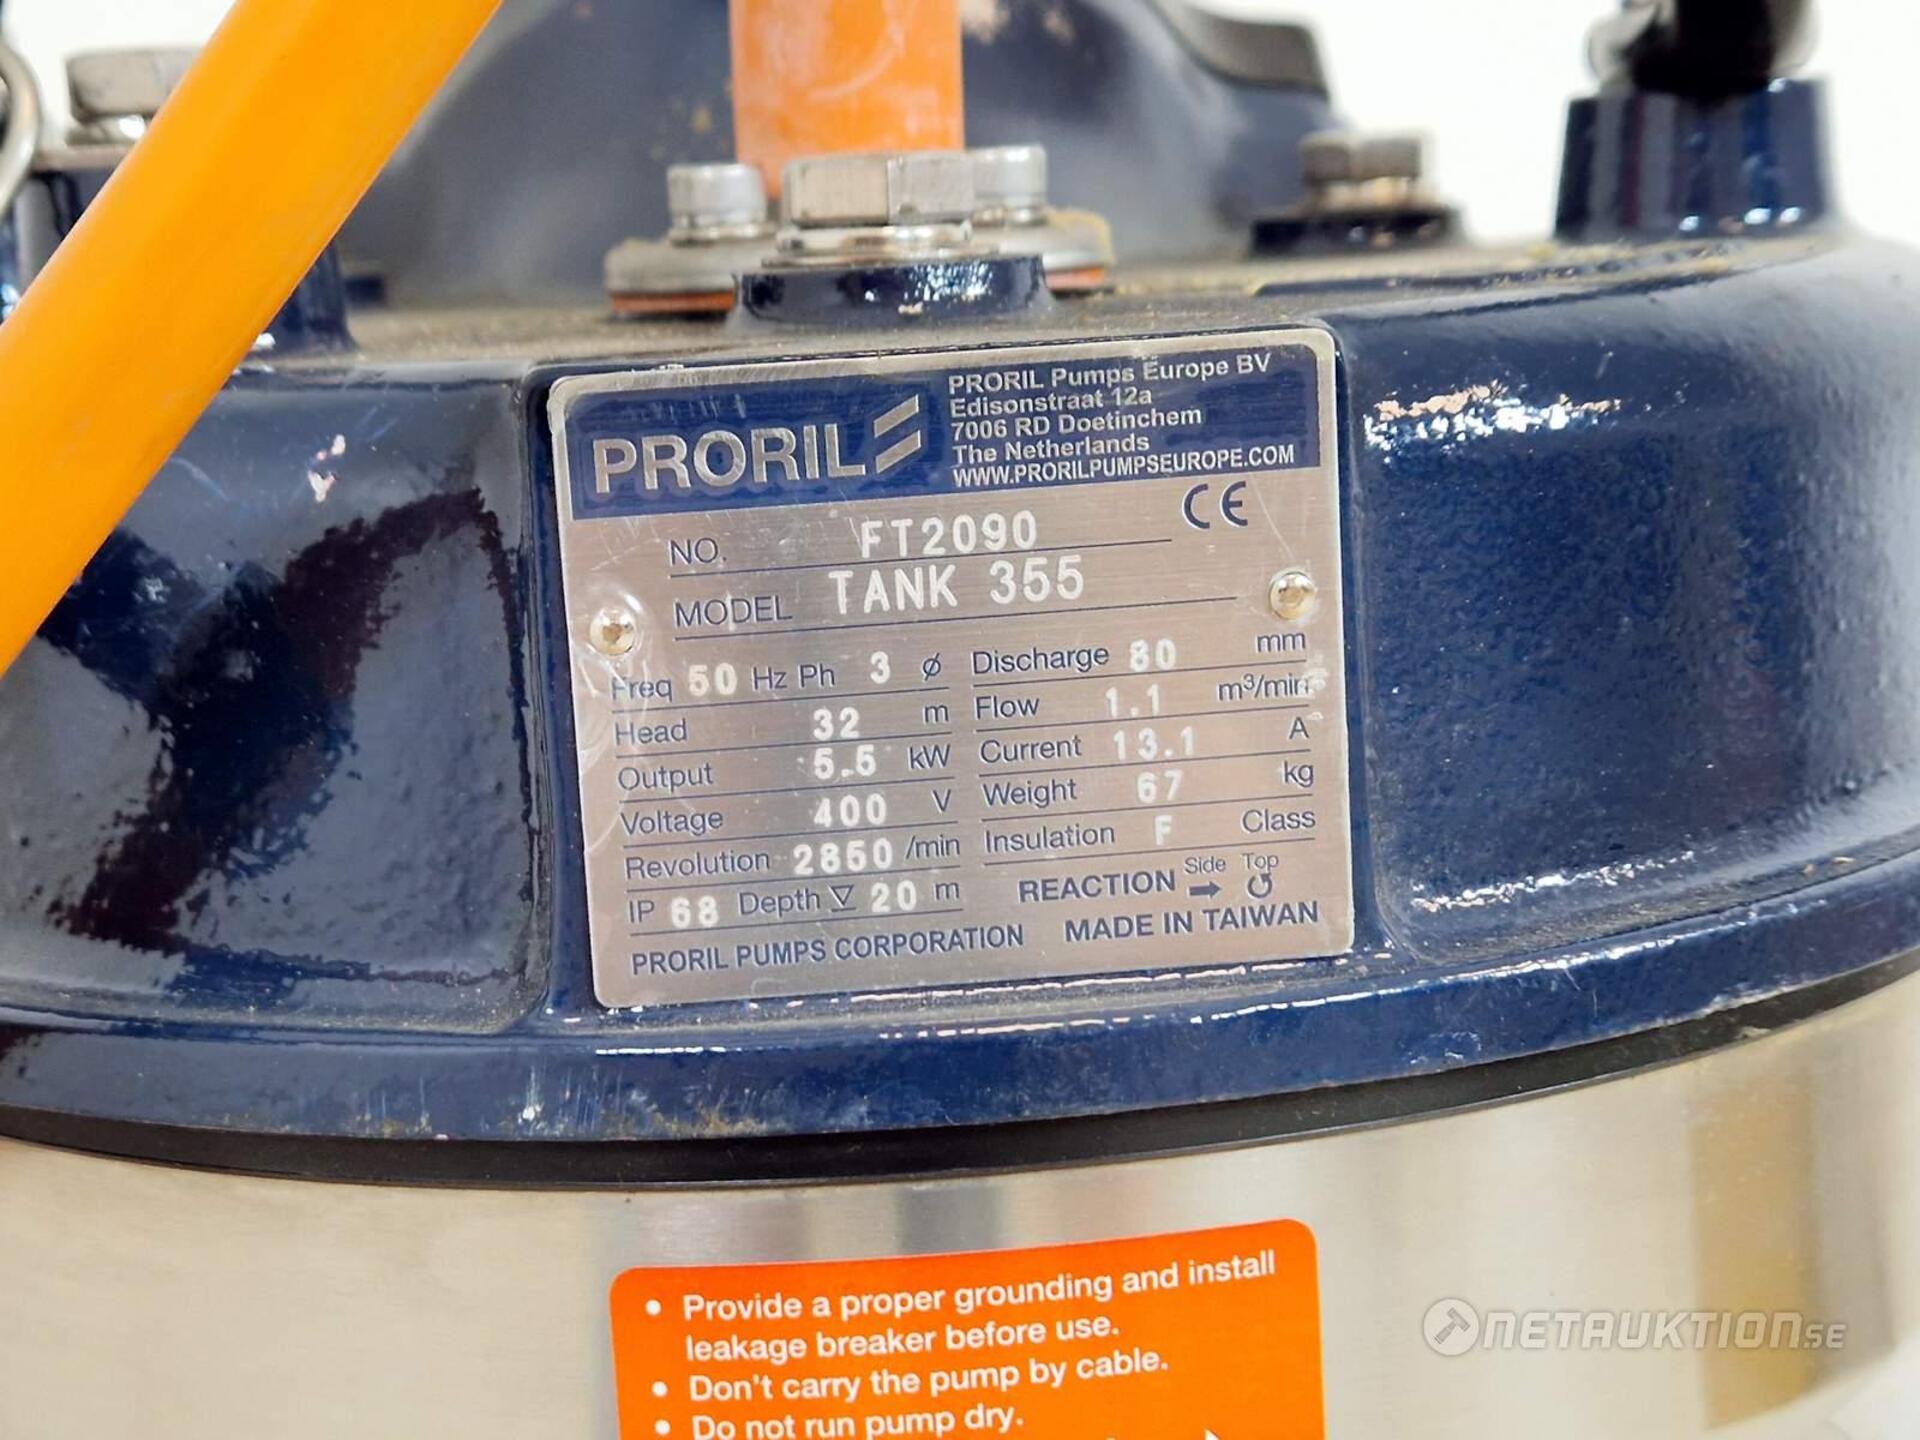 PRORIL
PRORIL Pumps Europe BV
Edisonstraat 12a
7006 RD Doetinchem
The Netherlands
WWW.PRORILPUMPSEUROPE.COM
CE
NO. FT2090
MODEL TANK 355
Freq 50 Hz Ph 3 ø Discharge 80 mm
Head 32 m Flow 1.1 m³/min
Output 5.5 kW Current 13.1 A
Voltage 400 V Weight 67 kg
Revolution 2850 /min Insulation F Class
IP 68 Depth 20 m REACTION Side Top
PRORIL PUMPS CORPORATION MADE IN TAIWAN
• Provide a proper grounding and install
leakage breaker before use.
• Don't carry the pump by cable.
• Do not run pump dry.
NETAUKTION.SE